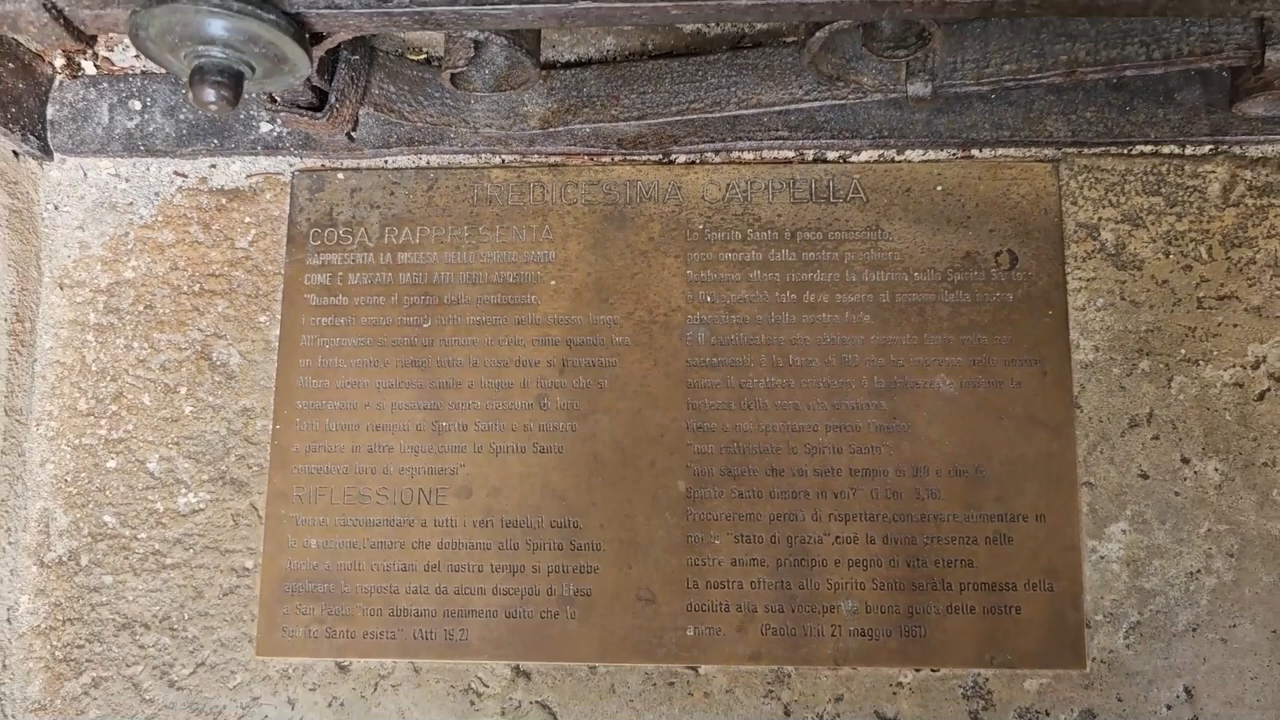 TREDICESIMA CAPPELLA
COSA RAPPRESENTA
RAPPRESENTA LA DISCESA DELLO SPIRITO SANTO
COME È NARRATA DAGLI ATTI DEGLI APOSTOLI:
"Quando venne il giorno della pentecoste,
i credenti erano riuniti tutti insieme nello stesso luogo.
All'improvviso si sentì un rumore in cielo, come quando tira
un forte vento, e riempì tutta la casa dove si trovavano.
Allora videro qualcosa simile a lingue di fuoco che si
separavano e si posavano sopra ciascuno di loro.
Tutti furono riempiti di Spirito Santo e si misero
a parlare in altre lingue, come lo Spirito Santo
concedeva loro di esprimersi"
RIFLESSIONE
"Vorrei raccomandare a tutti i veri fedeli, il culto,
la devozione, l'amore che dobbiamo allo Spirito Santo.
Anche a molti cristiani del nostro tempo si potrebbe
applicare la risposta data da alcuni discepoli di Efeso
a San Paolo: "non abbiamo nemmeno udito che lo
Spirito Santo esista". (Atti 19,2)
Lo Spirito Santo è poco conosciuto,
poco onorato dalla nostra preghiera.
Dobbiamo allora ricordare la dottrina sullo Spirito Santo:
è DIO, e perchè tale deve essere al sommo della nostra
adorazione e della nostra fede.
È il santificatore che abbiamo ricevuto tante volte nei
sacramenti; è la forza di DIO che ha impresso nelle nostre
anime il carattere cristiano; è la dolcezza e insieme la
fortezza della vera vita cristiana.
Viene a noi spontaneo perciò l'invito:
"non rattristate lo Spirito Santo";
"non sapete che voi siete tempio di DIO e che lo
Spirito Santo dimora in voi?" (1 Cor. 3,16).
Procureremo perciò di rispettare, conservare, alimentare in
noi lo "stato di grazia", cioè la divina presenza nelle
nostre anime, principio e pegno di vita eterna.
La nostra offerta allo Spirito Santo sarà: la promessa della
docilità alla sua voce, per la buona guida delle nostre
anime. (Paolo VI: il 21 maggio 1961)